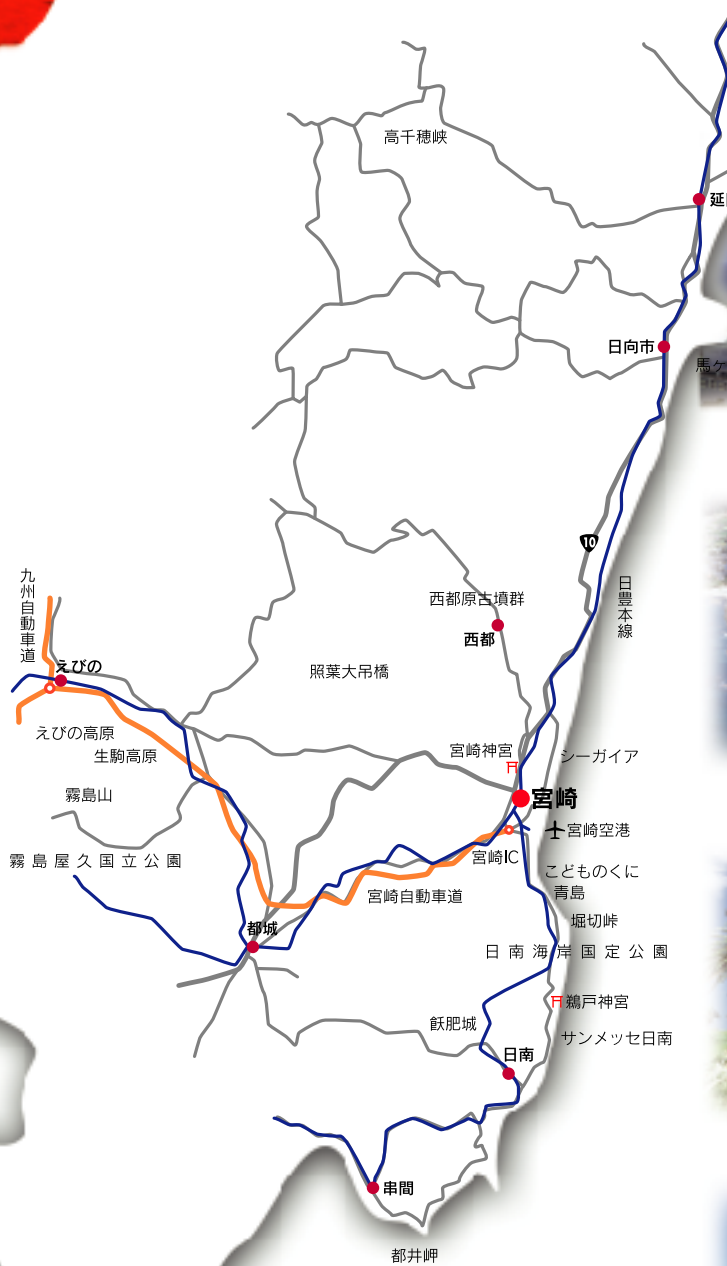 高千穂峡
延
日向市
馬ケ
10
九州自動車道
日豊本線
西都原古墳群
西都
えびの
照葉大吊橋
えびの高原
生駒高原
宮崎神宮
シーガイア
霧島山
宮崎
宮崎空港
霧島屋久国立公園
宮崎IC
こどものくに
青島
宮崎自動車道
堀切峠
都城
日南海岸国定公園
鵜戸神宮
飫肥城
サンメッセ日南
日南
串間
都井岬